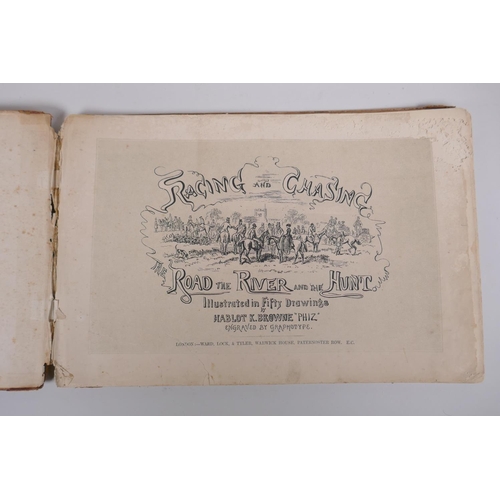 RACING AND CHASING
THE ROAD THE RIVER AND THE HUNT
Illustrated in Fifty Drawings
by
HABLOT K. BROWNE "PHIZ"
ENGRAVED BY GRAPHOTYPE.
LONDON:—WARD, LOCK, & TYLER, WARWICK HOUSE, PATERNOSTER ROW. E.C.